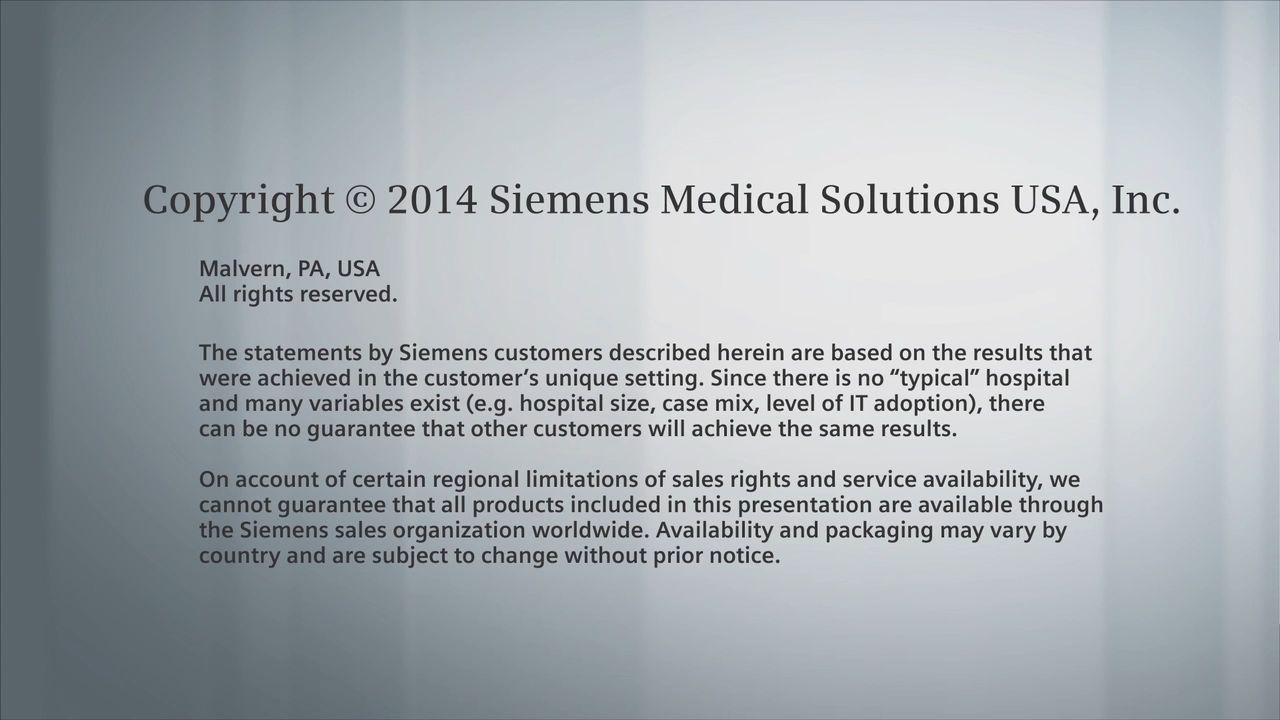 Copyright © 2014 Siemens Medical Solutions USA, Inc.
Malvern, PA, USA
All rights reserved.
The statements by Siemens customers described herein are based on the results that
were achieved in the customer’s unique setting. Since there is no “typical” hospital
and many variables exist (e.g. hospital size, case mix, level of IT adoption), there
can be no guarantee that other customers will achieve the same results.
On account of certain regional limitations of sales rights and service availability, we
cannot guarantee that all products included in this presentation are available through
the Siemens sales organization worldwide. Availability and packaging may vary by
country and are subject to change without prior notice.